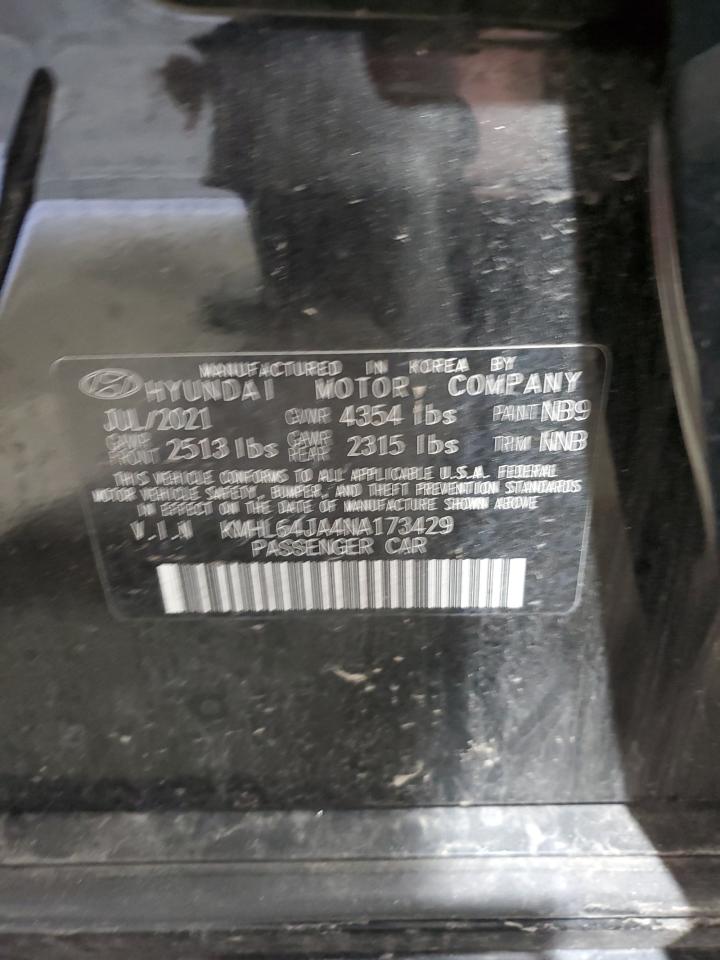 MANUFACTURED IN KOREA BY
HYUNDAI MOTOR COMPANY
JUL/2021 GVWR 4354 lbs PAINT NB9
GAWR FRONT 2513 lbs GAWR REAR 2315 lbs TRIM NNB
THIS VEHICLE CONFORMS TO ALL APPLICABLE U.S.A. FEDERAL
MOTOR VEHICLE SAFETY, BUMPER, AND THEFT PREVENTION STANDARDS
IN EFFECT ON THE DATE OF MANUFACTURE SHOWN ABOVE
V.I.N KMHL64JA4NA173429
PASSENGER CAR